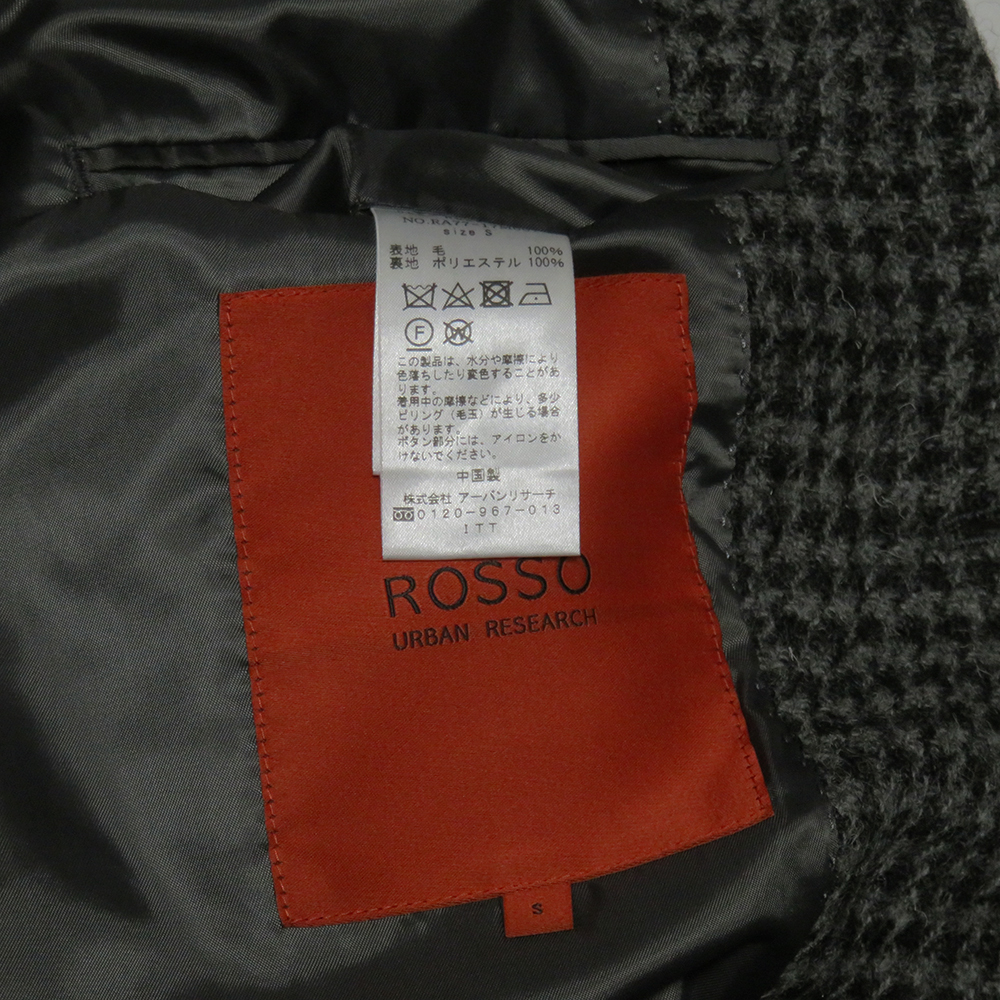 size S
表地 毛 100%
裏地 ポリエステル 100%
F
W
この製品は、水分や摩擦により
色落ちしたり変色することがあ
ります。
着用中の摩擦などにより、多少
ピリング（毛玉）が生じる場合
があります。
ボタン部分には、アイロンをか
けないでください。
中国製
株式会社 アーバンリサーチ
0120-967-013
ITT
ROSSO
URBAN RESEARCH
S